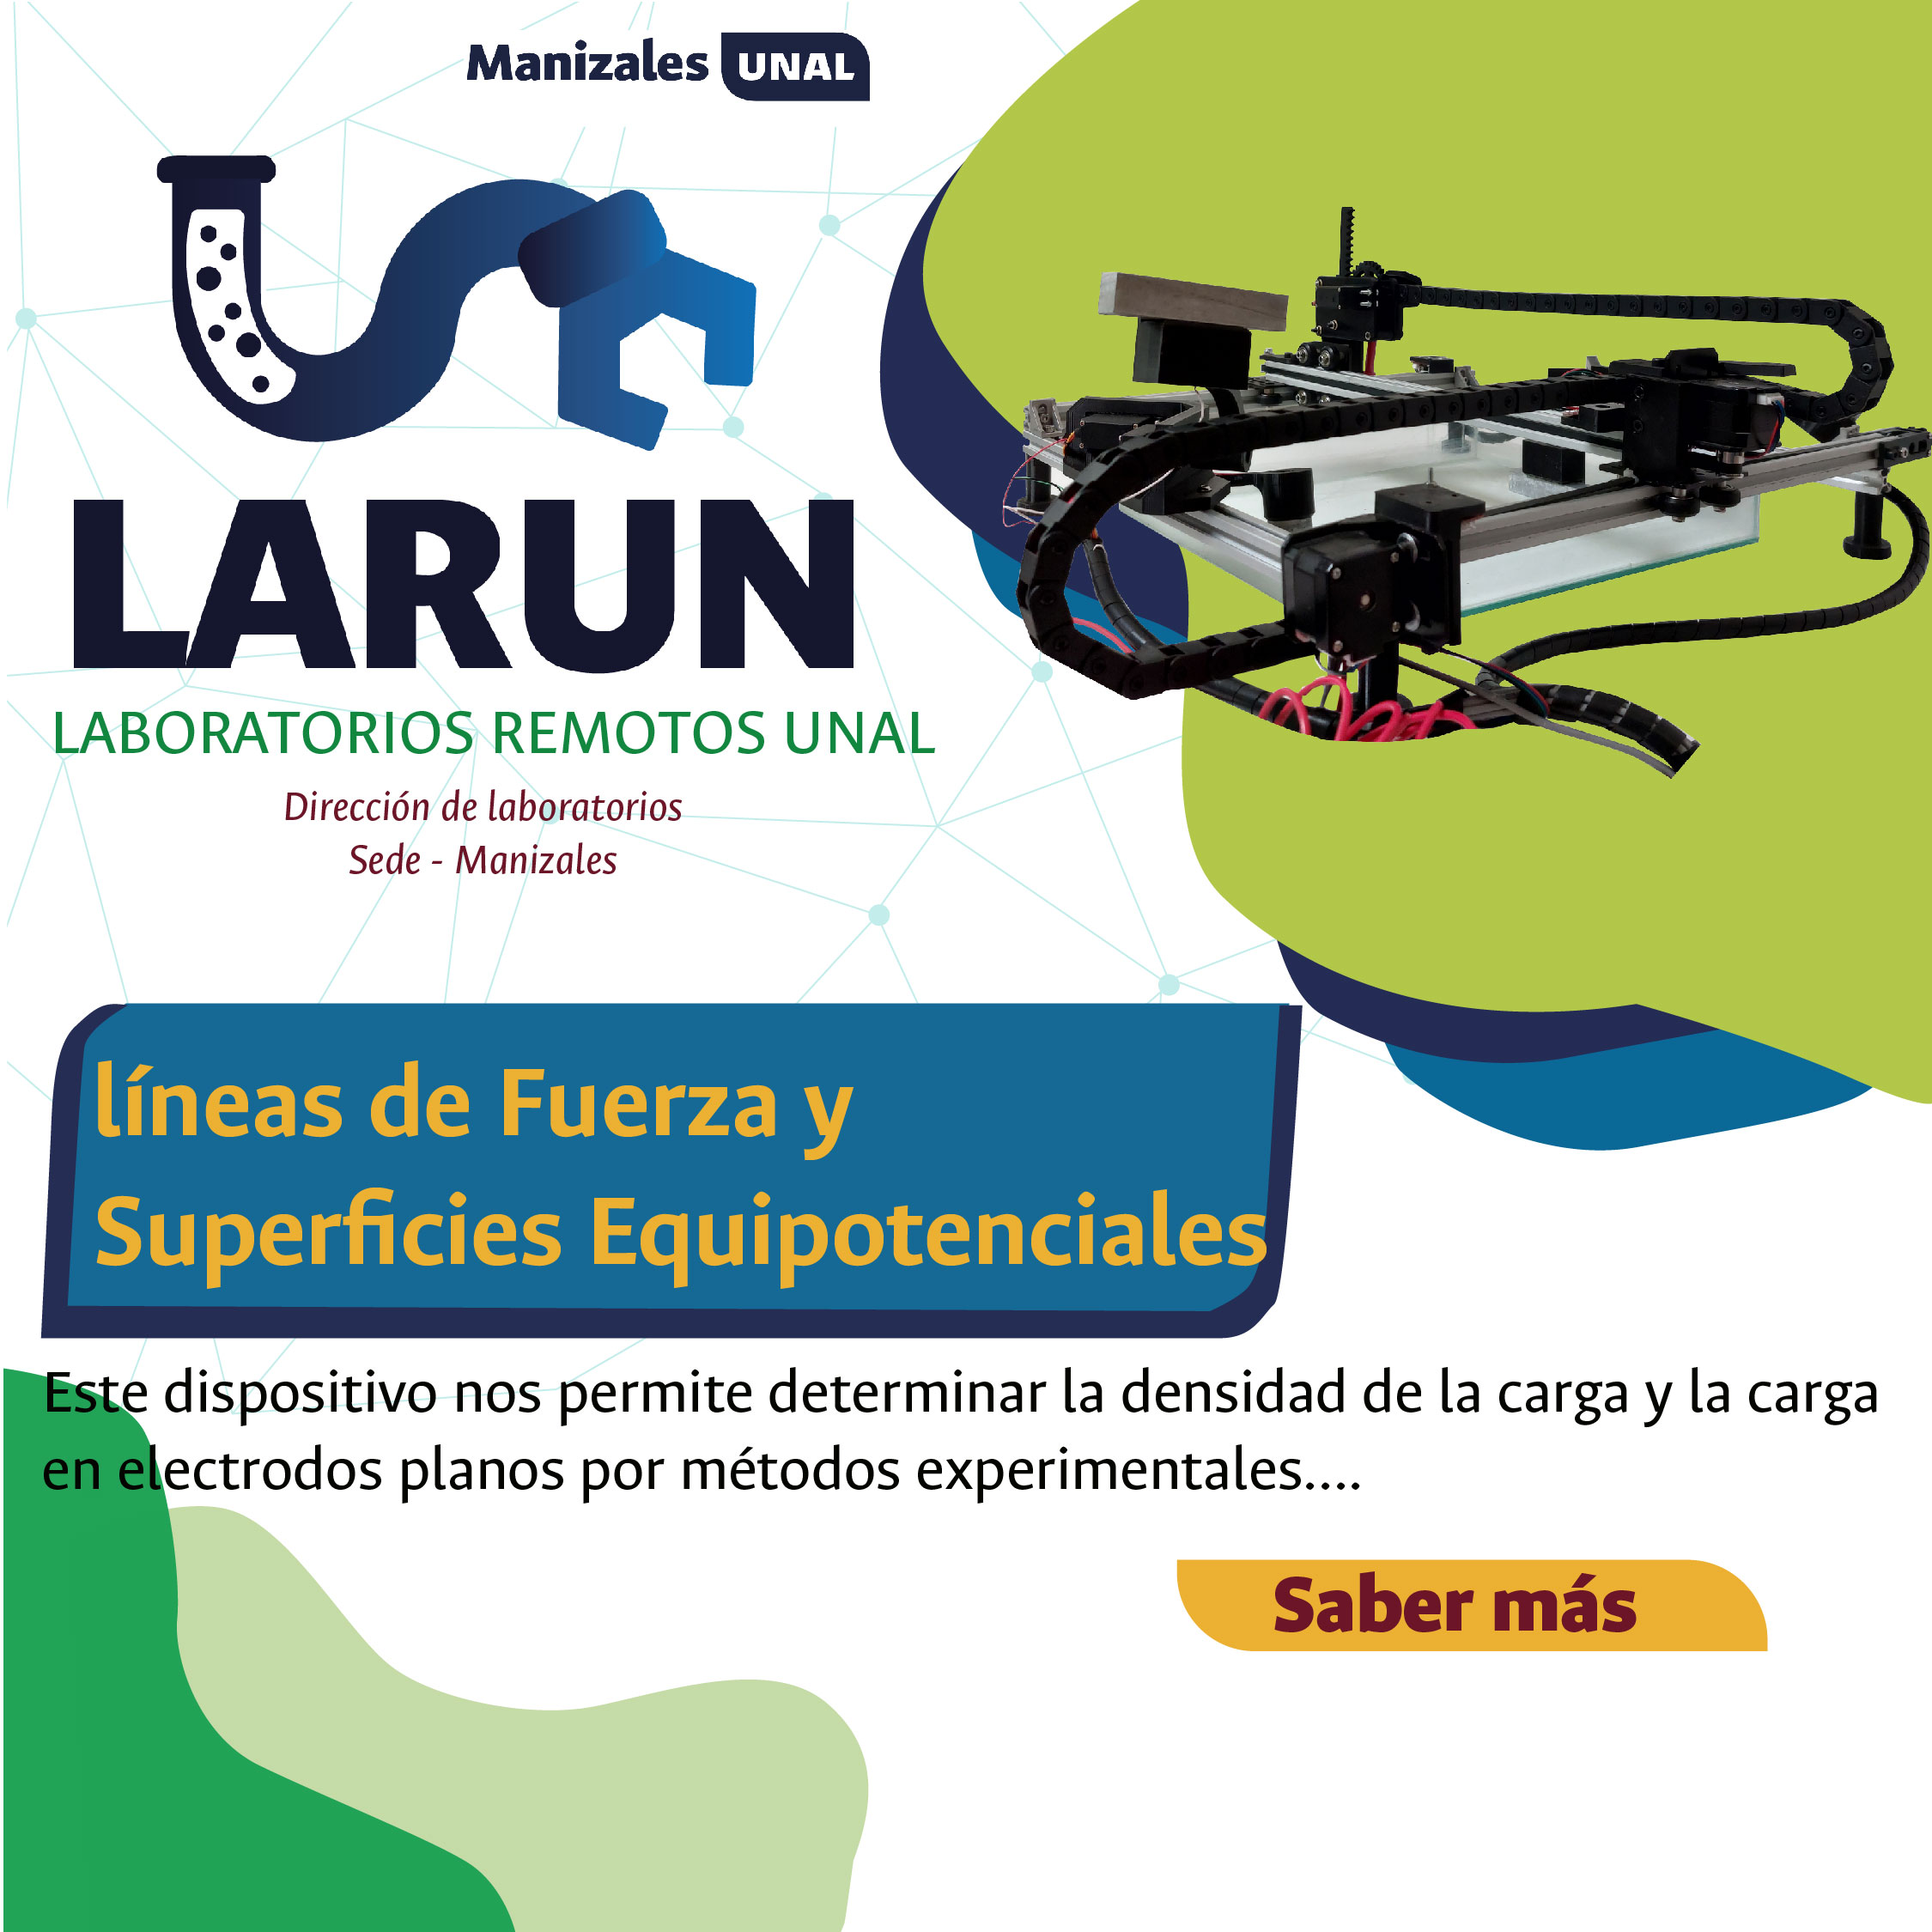 Manizales UNAL
LARUN
LABORATORIOS REMOTOS UNAL
Dirección de laboratorios
Sede - Manizales
líneas de Fuerza y
Superficies Equipotenciales
Este dispositivo nos permite determinar la densidad de la carga y la carga
en electrodos planos por métodos experimentales....
Saber más